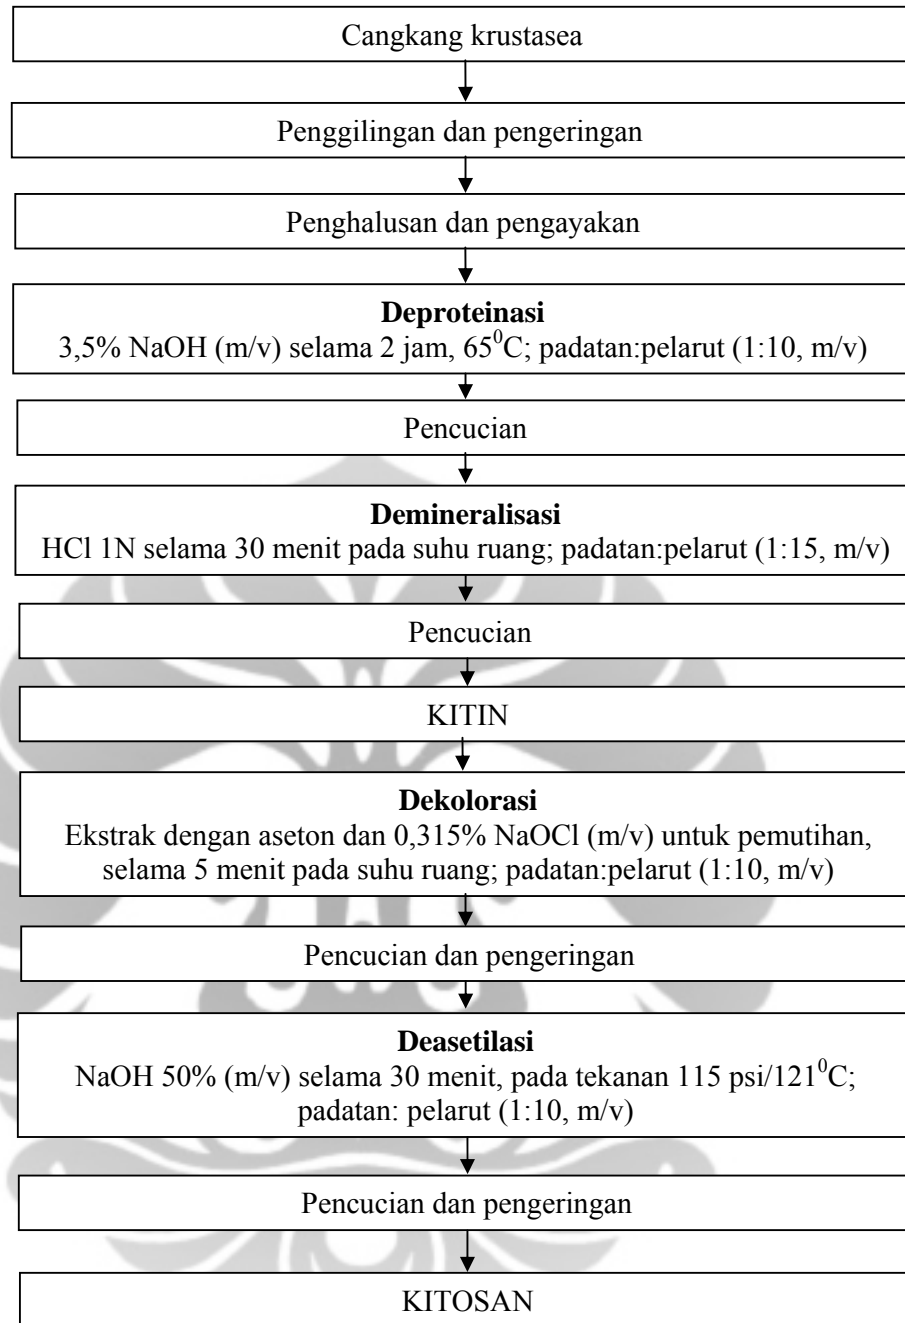 Cangkang krustasea
Penggilingan dan pengeringan
Penghalusan dan pengayakan
Deproteinasi
3,5% NaOH (m/v) selama 2 jam, 65⁰C; padatan:pelarut (1:10, m/v)
Pencucian
Demineralisasi
HCl 1N selama 30 menit pada suhu ruang; padatan:pelarut (1:15, m/v)
Pencucian
KITIN
Dekolorasi
Ekstrak dengan aseton dan 0,315% NaOCl (m/v) untuk pemutihan,
selama 5 menit pada suhu ruang; padatan:pelarut (1:10, m/v)
Pencucian dan pengeringan
Deasetilasi
NaOH 50% (m/v) selama 30 menit, pada tekanan 115 psi/121⁰C;
padatan: pelarut (1:10, m/v)
Pencucian dan pengeringan
KITOSAN